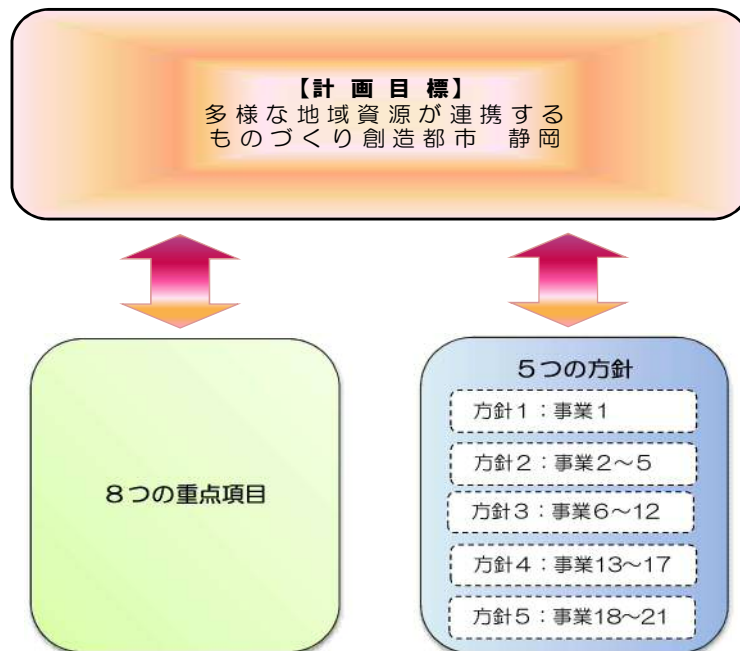 【計画目標】
多様な地域資源が連携する
ものづくり創造都市　静岡
8つの重点項目
5つの方針
方針1：事業1
方針2：事業2～5
方針3：事業6～12
方針4：事業13～17
方針5：事業18～21